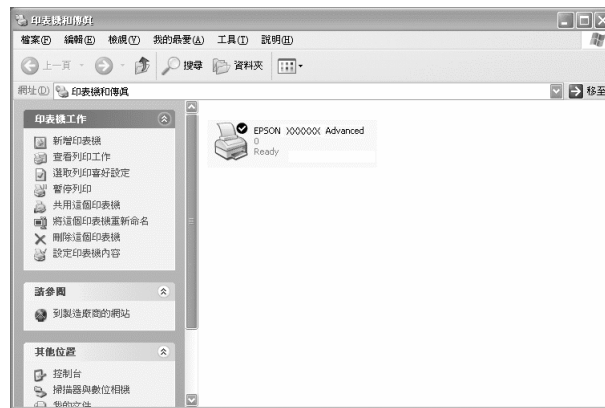 印表機和傳真
檔案(F) 編輯(E) 檢視(V) 我的最愛(A) 工具(T) 說明(H)
上一頁 搜尋 資料夾
網址(D) 印表機和傳真 移至
印表機工作
新增印表機
查看列印工作
選取列印喜好設定
暫停列印
共用這個印表機
將這個印表機重新命名
刪除這個印表機
設定印表機內容
請參閱
到製造廠商的網站
其他位置
控制台
掃描器與數位相機
我的文件
EPSON XXXXXX Advanced
0
Ready